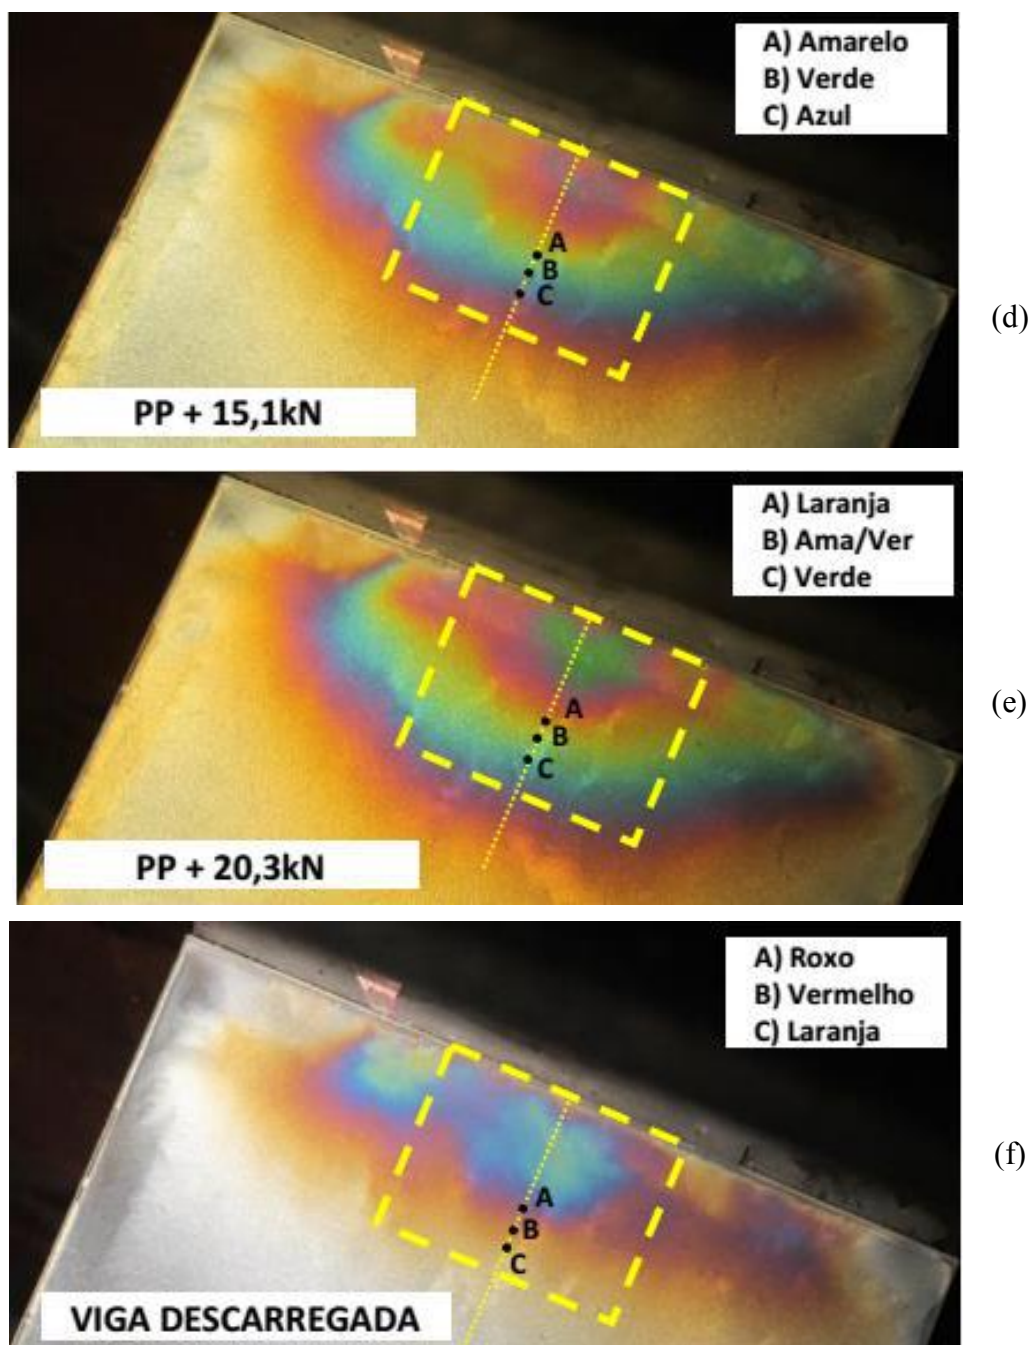 A) Amarelo
B) Verde
C) Azul
A
B
C
(d)
PP + 15,1kN
A) Laranja
B) Ama/Ver
C) Verde
A
B
C
(e)
PP + 20,3kN
A) Roxo
B) Vermelho
C) Laranja
A
B
C
(f)
VIGA DESCARREGADA